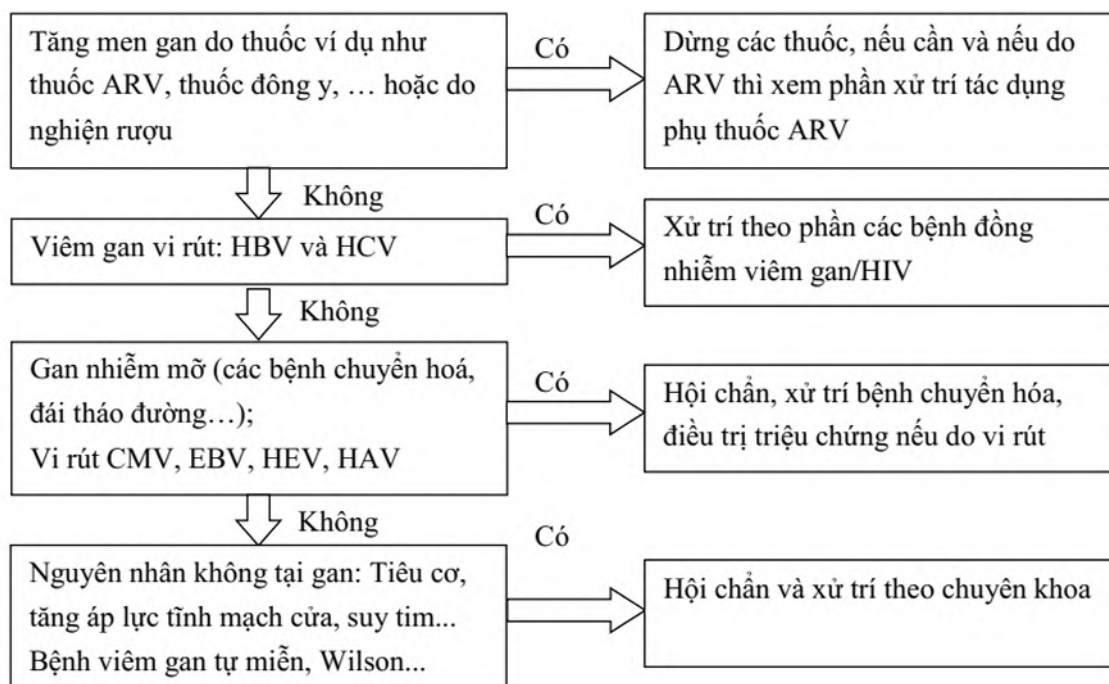 Tăng men gan do thuốc ví dụ như
thuốc ARV, thuốc đông y, … hoặc do
nghiện rượu
Có
Dừng các thuốc, nếu cần và nếu do
ARV thì xem phần xử trí tác dụng
phụ thuốc ARV
Không
Viêm gan vi rút: HBV và HCV
Có
Xử trí theo phần các bệnh đồng
nhiễm viêm gan/HIV
Không
Gan nhiễm mỡ (các bệnh chuyển hoá,
đái tháo đường…);
Vi rút CMV, EBV, HEV, HAV
Có
Hội chẩn, xử trí bệnh chuyển hóa,
điều trị triệu chứng nếu do vi rút
Không
Nguyên nhân không tại gan: Tiêu cơ,
tăng áp lực tĩnh mạch cửa, suy tim...
Bệnh viêm gan tự miễn, Wilson...
Có
Hội chẩn và xử trí theo chuyên khoa